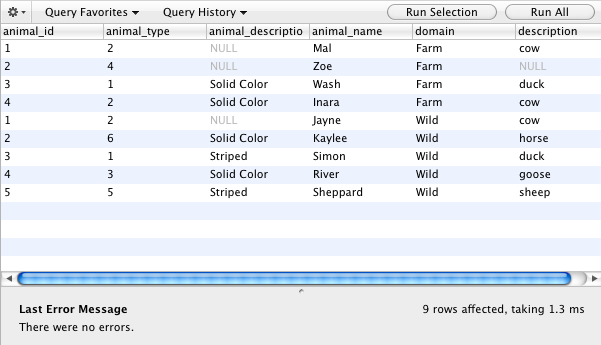 Query Favorites Query History Run Selection Run All
animal_id animal_type animal_descriptio animal_name domain description
1 2 NULL Mal Farm cow
2 4 NULL Zoe Farm NULL
3 1 Solid Color Wash Farm duck
4 2 Solid Color Inara Farm cow
1 2 NULL Jayne Wild cow
2 6 Solid Color Kaylee Wild horse
3 1 Striped Simon Wild duck
4 3 Solid Color River Wild goose
5 5 Striped Sheppard Wild sheep
Last Error Message 9 rows affected, taking 1.3 ms
There were no errors.